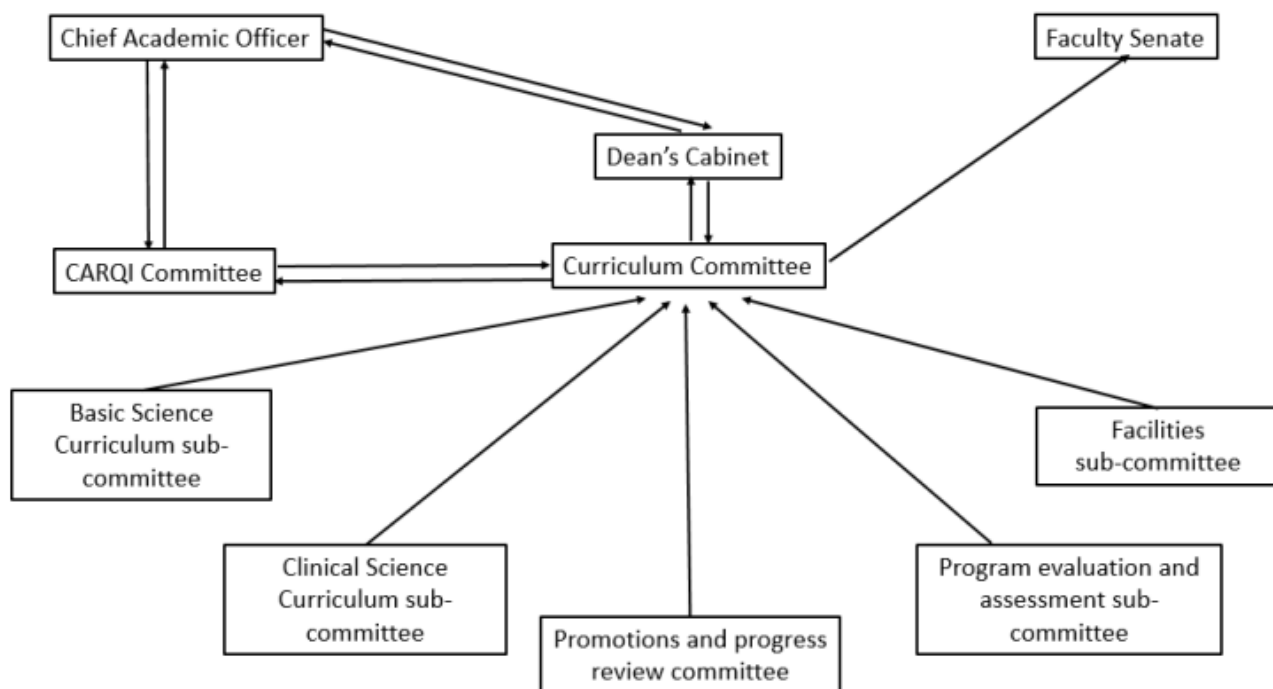 Chief Academic Officer
Faculty Senate
Dean's Cabinet
CARQI Committee
Curriculum Committee
Basic Science
Curriculum sub-
committee
Facilities
sub-committee
Clinical Science
Curriculum sub-
committee
Program evaluation and
assessment sub-
committee
Promotions and progress
review committee